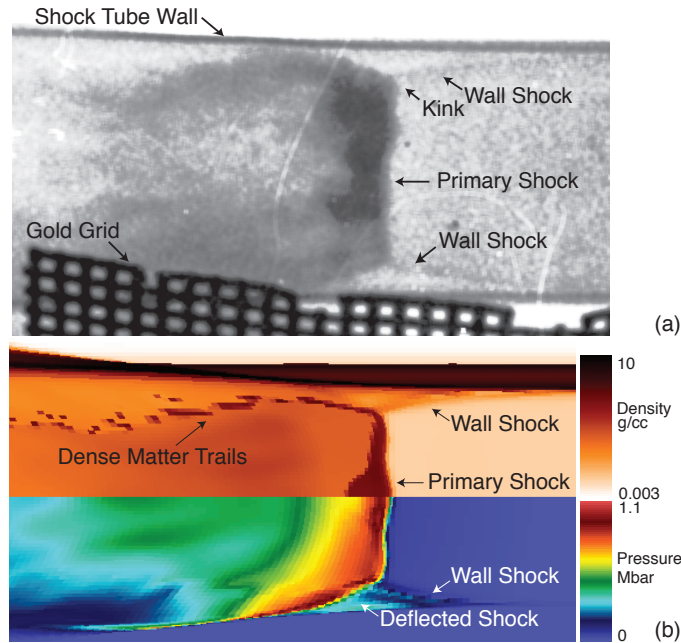 Shock Tube Wall
Wall Shock
Kink
Primary Shock
Gold Grid
Wall Shock
(a)
10
Density
g/cc
Wall Shock
Dense Matter Trails
Primary Shock
0.003
1.1
Pressure
Mbar
Wall Shock
Deflected Shock
0
(b)